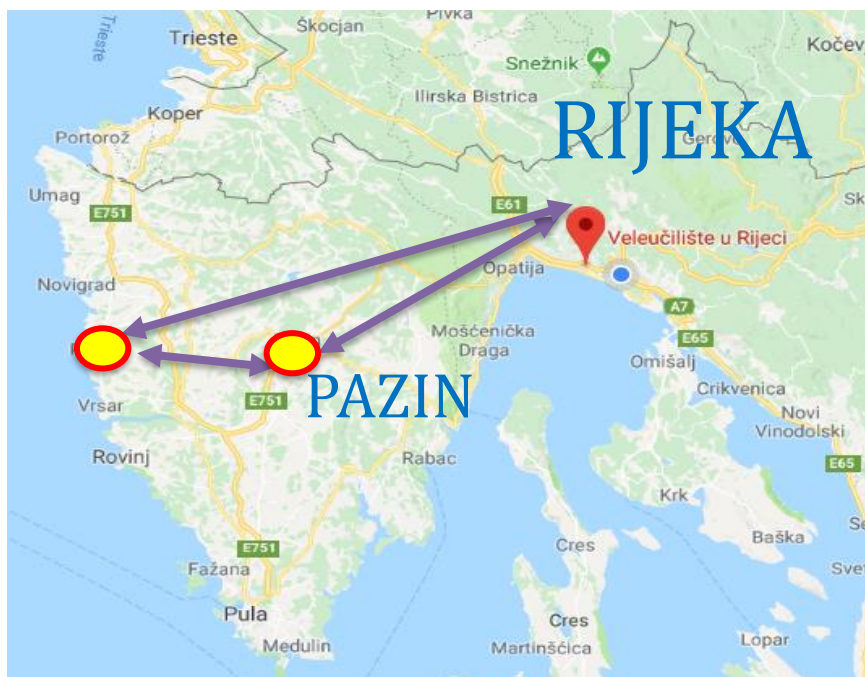 Trieste
Trieste
Škocjan
Pivka
Kočev
Snežnik
Ilirska Bistrica
RIJEKA
Gerovo
Koper
Portorož
Umag
E751
E61
Veleučilište u Rijeci
Opatija
Novigrad
A7
E65
Mošćenička
Draga
Omišalj
Crikvenica
Vrsar
E751
PAZIN
Novi
Vinodolski
Rovinj
Rabac
E65
Krk
Baška
Cres
E751
Fažana
Pula
Medulin
Cres
Martinšćica
Lopar